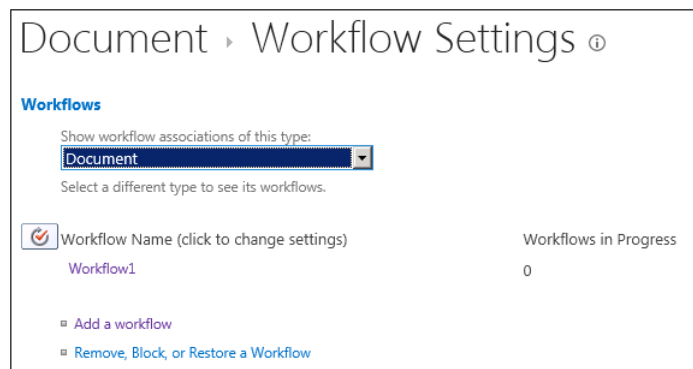 Document ▸ Workflow Settings
Workflows
Show workflow associations of this type:
Document
Select a different type to see its workflows.
Workflow Name (click to change settings) Workflows in Progress
Workflow1 0
Add a workflow
Remove, Block, or Restore a Workflow